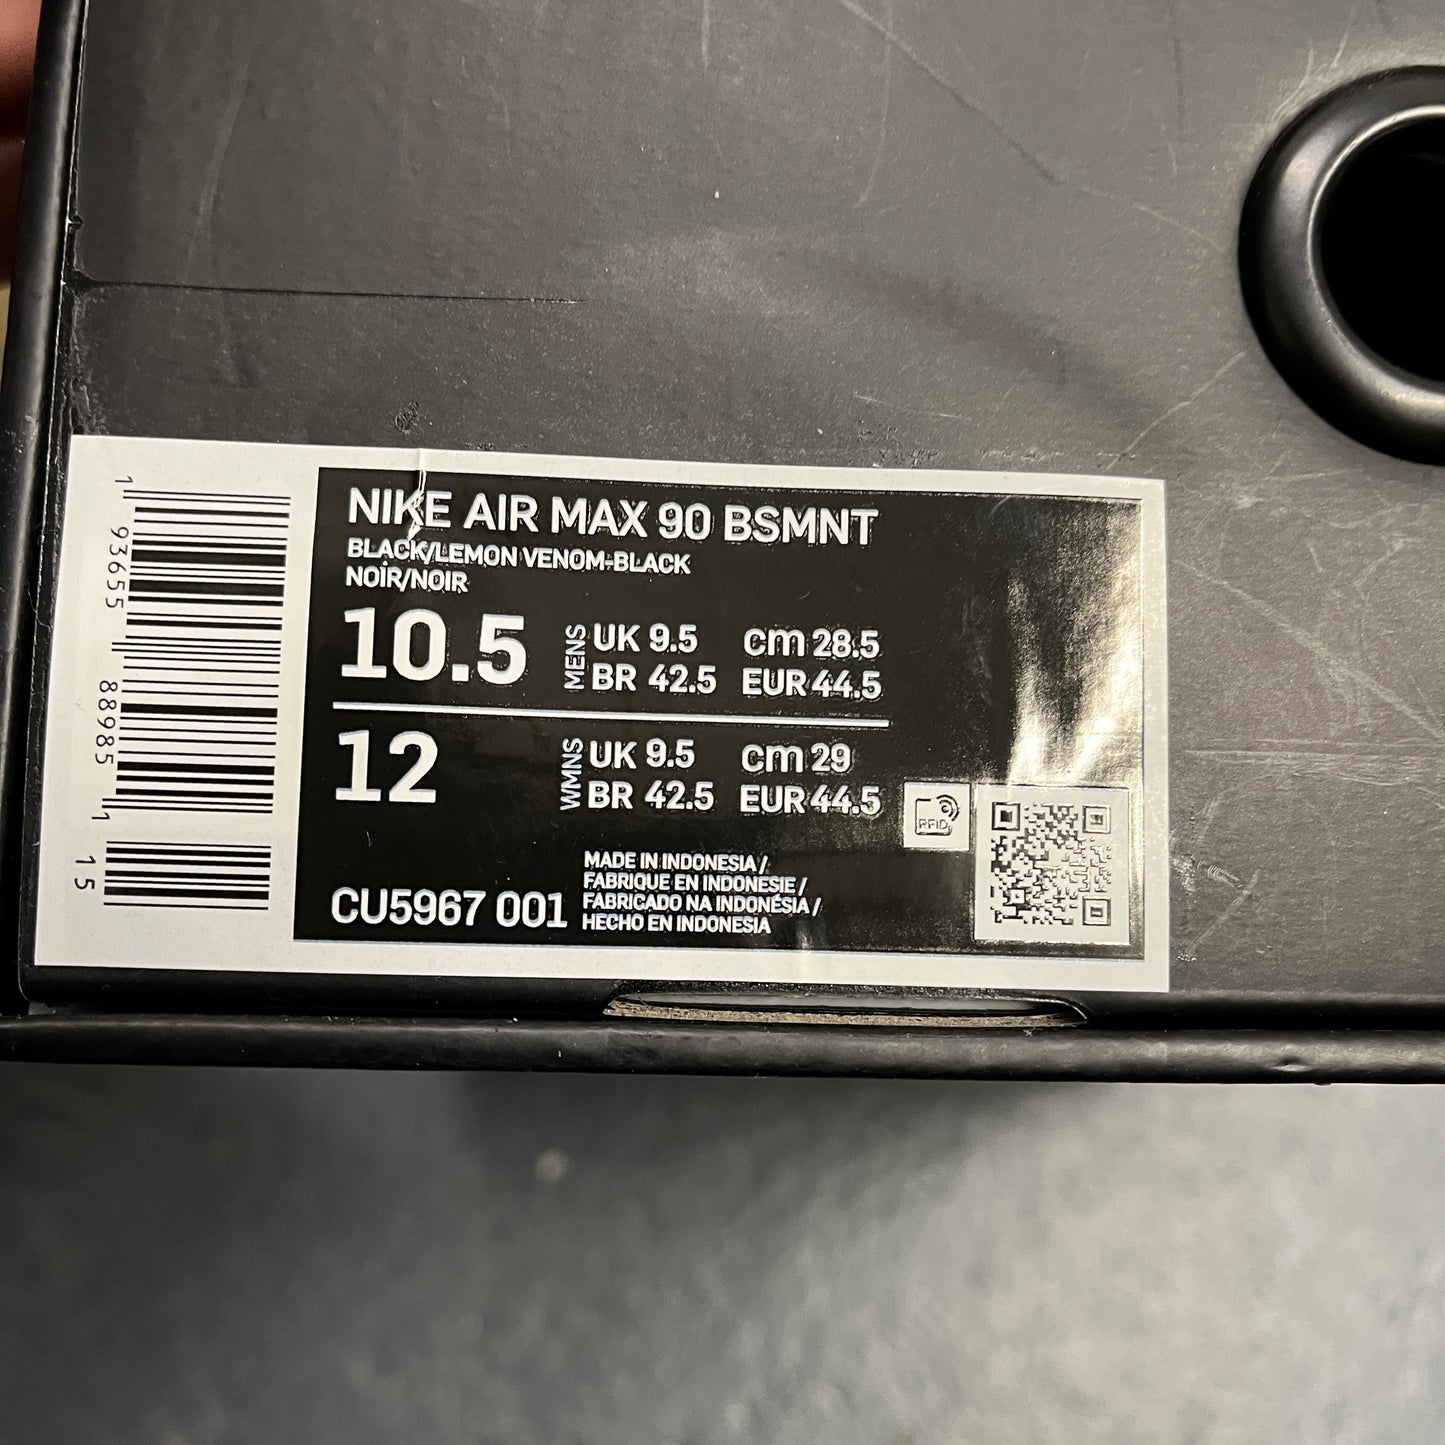 NIKE AIR MAX 90 BSMNT
BLACK/LEMON VENOM-BLACK
NOIR/NOIR
10.5 MENS UK 9.5 cm 28.5
BR 42.5 EUR 44.5
12 WMNS UK 9.5 cm 29
BR 42.5 EUR 44.5
RFID
MADE IN INDONESIA /
FABRIQUE EN INDONESIE /
FABRICADO NA INDONÉSIA /
HECHO EN INDONESIA
CU5967 001
1 93655 88985 1 15